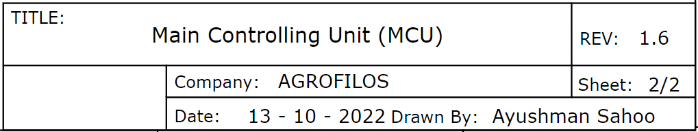 TITLE:
Main Controlling Unit (MCU)
REV: 1.6
Company: AGROFILOS
Sheet: 2/2
Date: 13 - 10 - 2022 Drawn By: Ayushman Sahoo